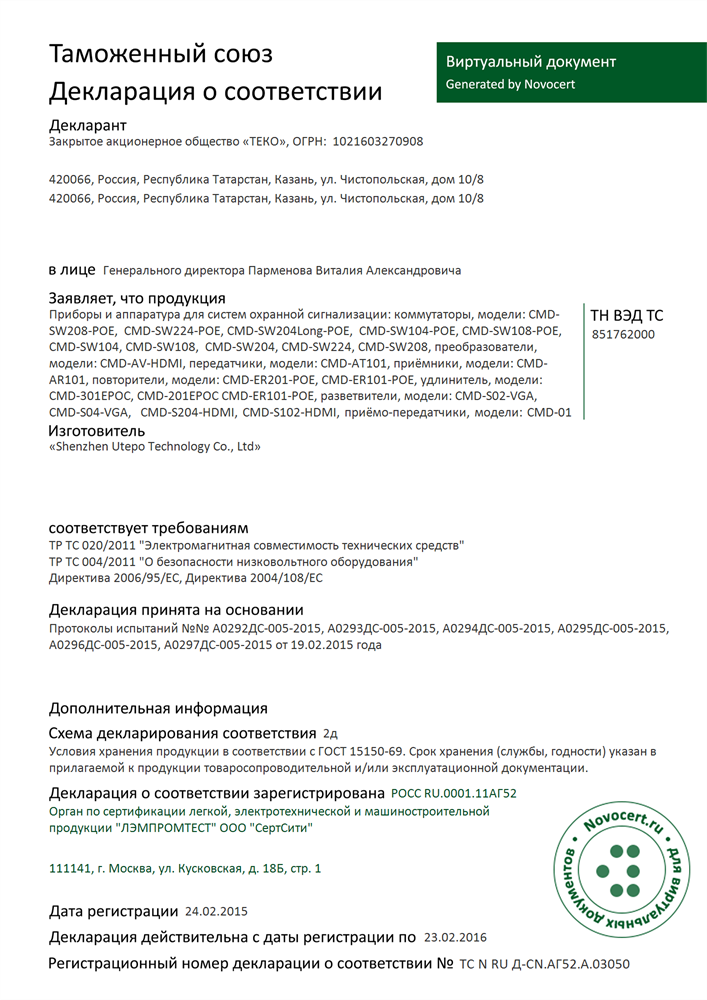 Таможенный союз
Декларация о соответствии
Виртуальный документ
Generated by Novocert
Декларант
Закрытое акционерное общество «ТЕКО», ОГРН: 1021603270908
420066, Россия, Республика Татарстан, Казань, ул. Чистопольская, дом 10/8
420066, Россия, Республика Татарстан, Казань, ул. Чистопольская, дом 10/8
в лице Генерального директора Парменова Виталия Александровича
Заявляет, что продукция
Приборы и аппаратура для систем охранной сигнализации: коммутаторы, модели: CMD-
SW208-POE, CMD-SW224-POE, CMD-SW204Long-POE, CMD-SW104-POE, CMD-SW108-POE,
CMD-SW104, CMD-SW108, CMD-SW204, CMD-SW224, CMD-SW208, преобразователи,
модели: CMD-AV-HDMI, передатчики, модели: CMD-AT101, приёмники, модели: CMD-
AR101, повторители, модели: CMD-ER201-POE, CMD-ER101-POE, удлинитель, модели:
CMD-301EPOC, CMD-201EPOC CMD-ER101-POE, разветвители, модели: CMD-S02-VGA,
CMD-S04-VGA, CMD-S204-HDMI, CMD-S102-HDMI, приёмо-передатчики, модели: CMD-01
ТН ВЭД ТС
851762000
Изготовитель
«Shenzhen Utepo Technology Co., Ltd»
соответствует требованиям
ТР ТС 020/2011 "Электромагнитная совместимость технических средств"
ТР ТС 004/2011 "О безопасности низковольтного оборудования"
Директива 2006/95/ЕС, Директива 2004/108/ЕС
Декларация принята на основании
Протоколы испытаний №№ А0292ДС-005-2015, А0293ДС-005-2015, А0294ДС-005-2015, А0295ДС-005-2015,
А0296ДС-005-2015, А0297ДС-005-2015 от 19.02.2015 года
Дополнительная информация
Схема декларирования соответствия 2д
Условия хранения продукции в соответствии с ГОСТ 15150-69. Срок хранения (службы, годности) указан в
прилагаемой к продукции товаросопроводительной и/или эксплуатационной документации.
Декларация о соответствии зарегистрирована РОСС RU.0001.11АГ52
Орган по сертификации легкой, электротехнической и машиностроительной
продукции "ЛЭМПРОМТЕСТ" ООО "СертСити"
111141, г. Москва, ул. Кусковская, д. 18Б, стр. 1
Novocert.ru • для виртуальных документов •
Дата регистрации 24.02.2015
Декларация действительна с даты регистрации по 23.02.2016
Регистрационный номер декларации о соответствии № ТС N RU Д-CN.АГ52.А.03050